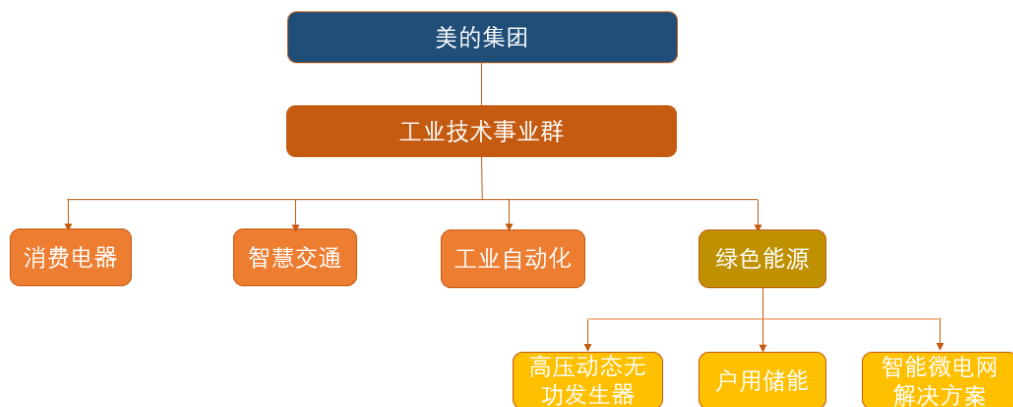 美的集团
工业技术事业群
消费电器
智慧交通
工业自动化
绿色能源
高压动态无
功发生器
户用储能
智能微电网
解决方案